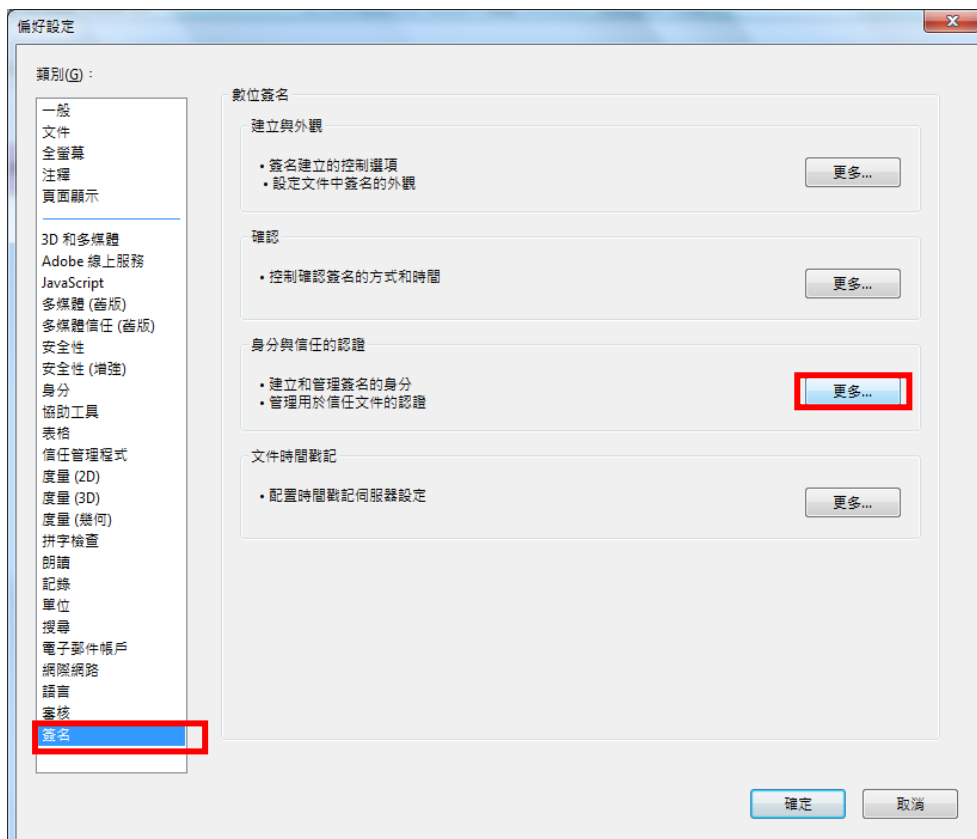 偏好設定
類別(G)：
一般
文件
全螢幕
注釋
頁面顯示
3D 和多媒體
Adobe 線上服務
JavaScript
多媒體 (舊版)
多媒體信任 (舊版)
安全性
安全性 (增強)
身分
協助工具
表格
信任管理程式
度量 (2D)
度量 (3D)
度量 (幾何)
拼字檢查
朗讀
記錄
單位
搜尋
電子郵件帳戶
網際網路
語言
審核
簽名
數位簽名
建立與外觀
• 簽名建立的控制選項
• 設定文件中簽名的外觀
更多...
確認
• 控制確認簽名的方式和時間
更多...
身分與信任的認證
• 建立和管理簽名的身分
• 管理用於信任文件的認證
更多...
文件時間戳記
• 配置時間戳記伺服器設定
更多...
確定
取消